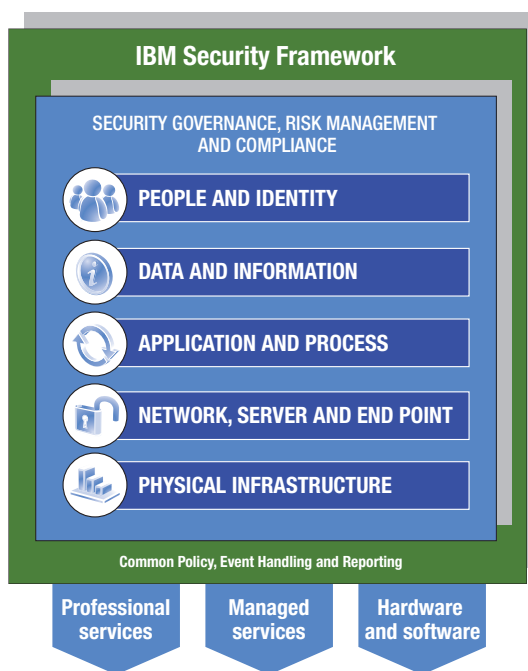 IBM Security Framework
SECURITY GOVERNANCE, RISK MANAGEMENT
AND COMPLIANCE
PEOPLE AND IDENTITY
DATA AND INFORMATION
APPLICATION AND PROCESS
NETWORK, SERVER AND END POINT
PHYSICAL INFRASTRUCTURE
Common Policy, Event Handling and Reporting
Professional
services
Managed
services
Hardware
and software